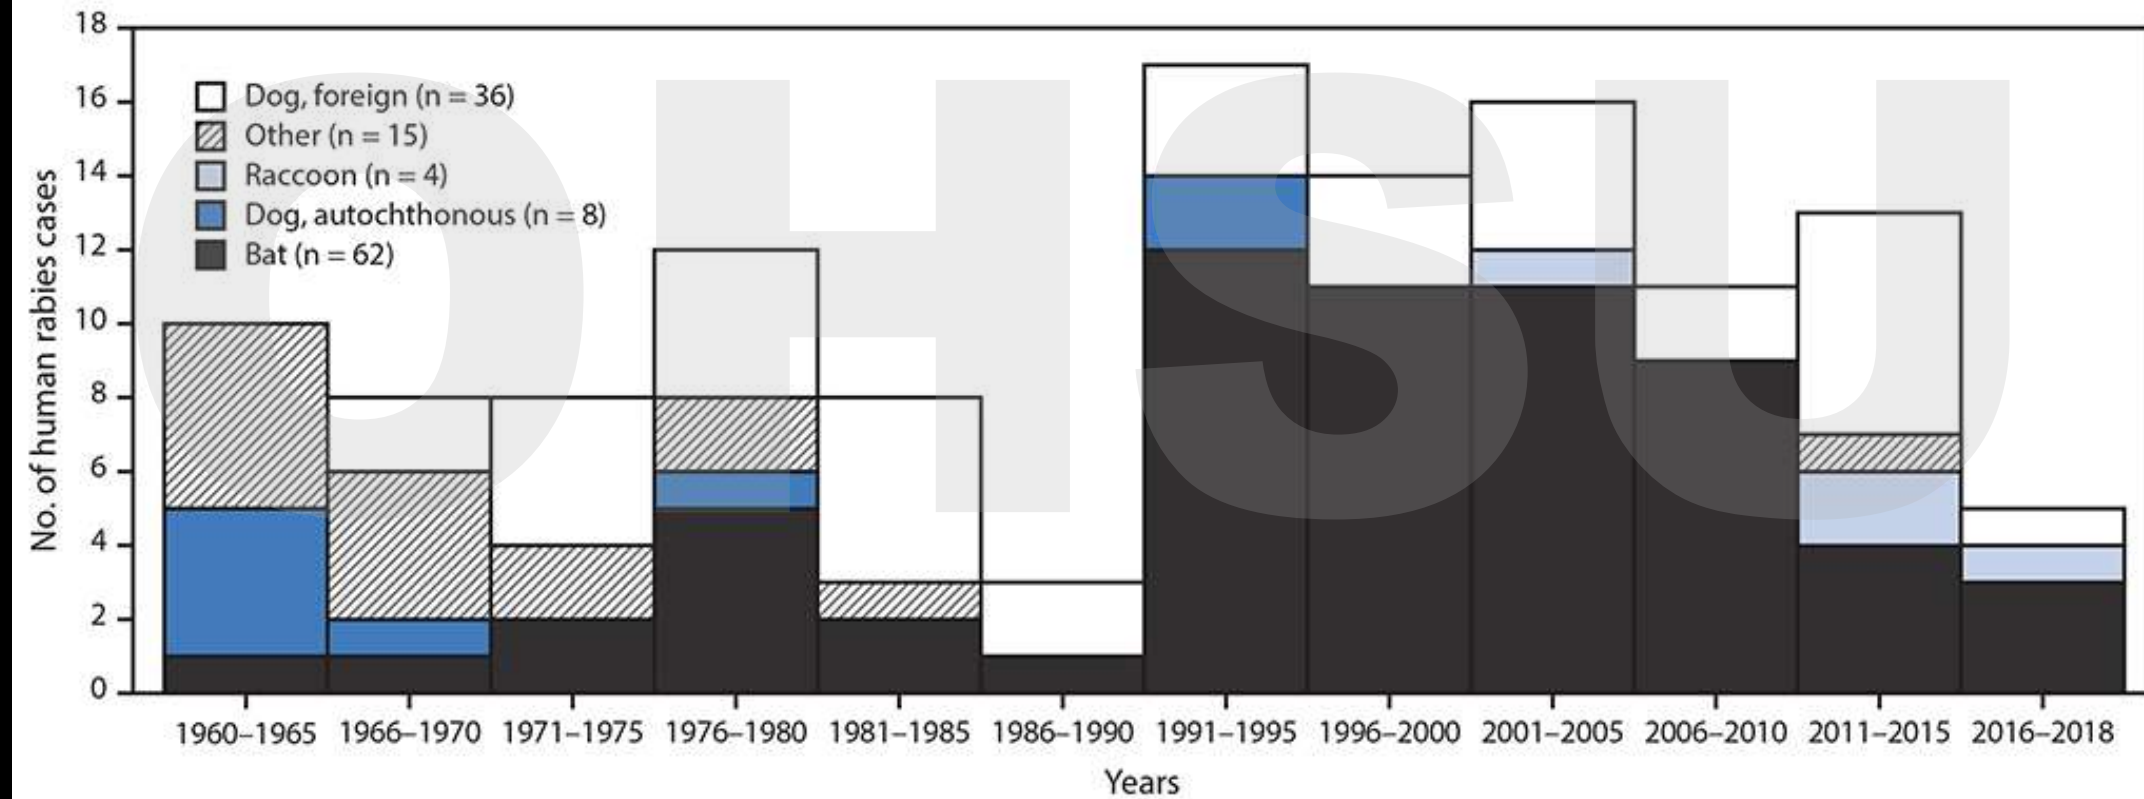 18
16
14
12
10
8
6
4
2
0
No. of human rabies cases
Dog, foreign (n = 36)
Other (n = 15)
Raccoon (n = 4)
Dog, autochthonous (n = 8)
Bat (n = 62)
OHSU
1960–1965 1966–1970 1971–1975 1976–1980 1981–1985 1986–1990 1991–1995 1996–2000 2001–2005 2006–2010 2011–2015 2016–2018
Years